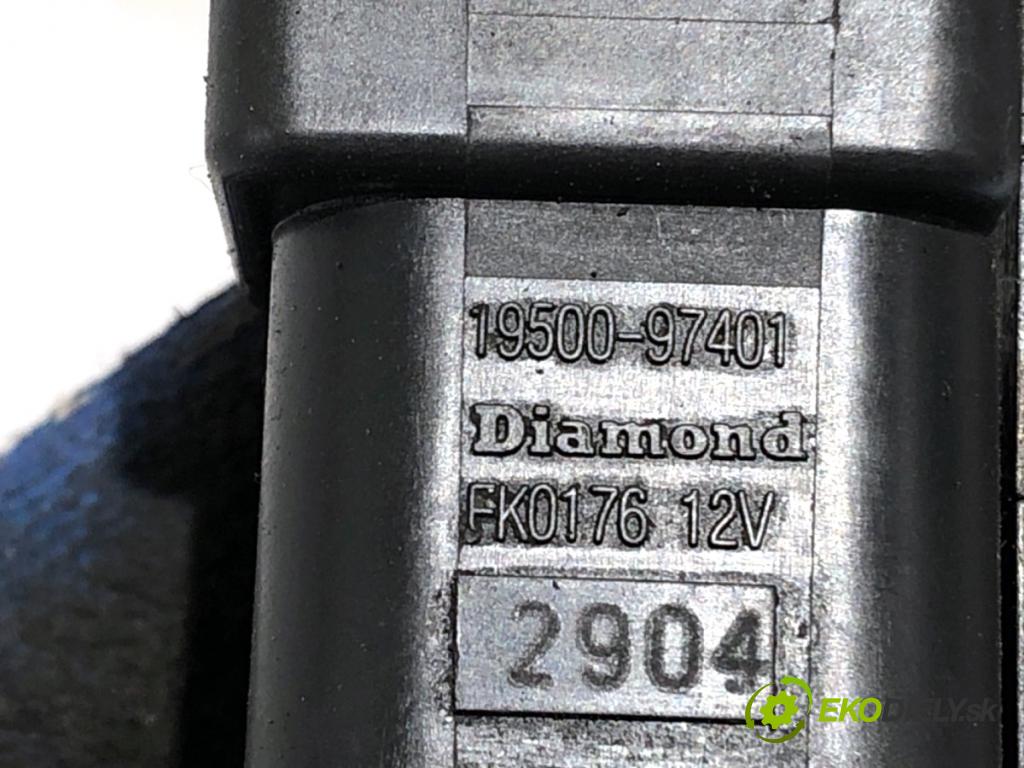 19500-97401
Diamond
FK0176 12V
2904
EKODIELY.sk